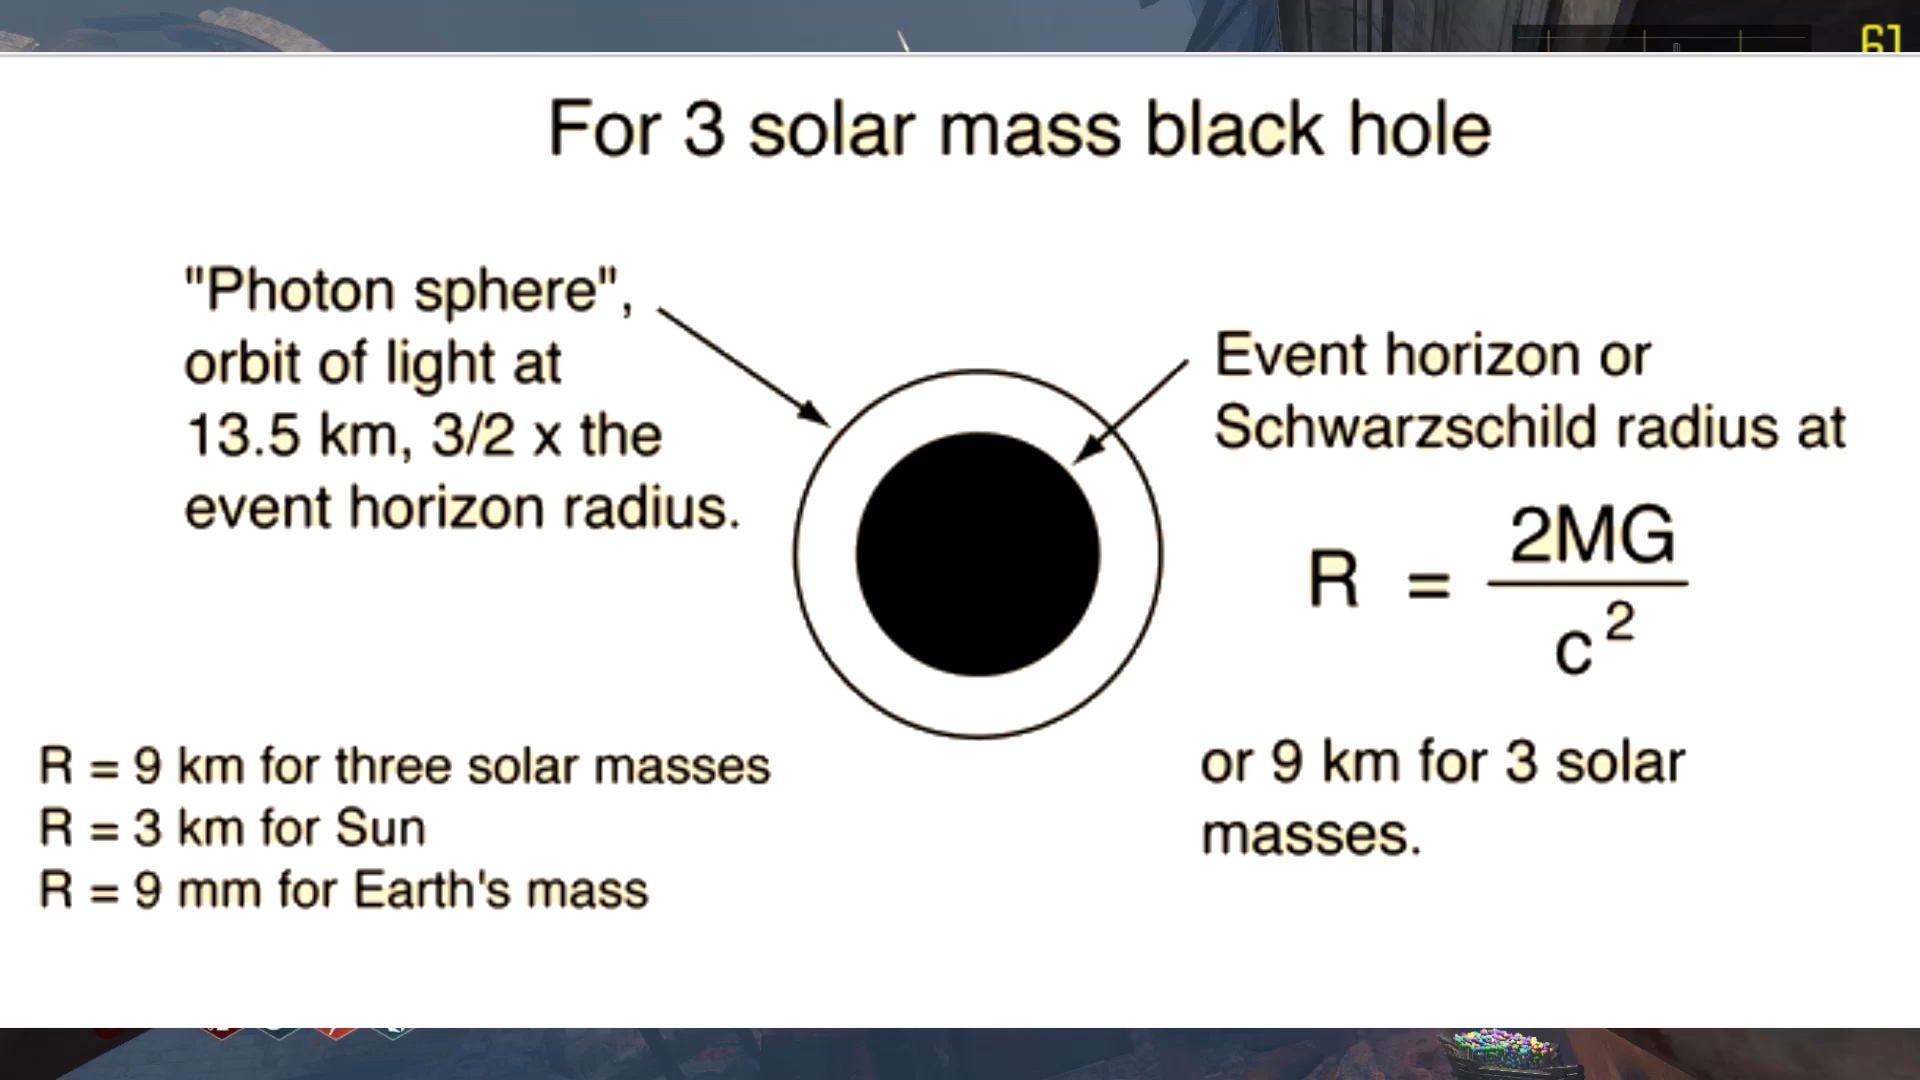 61
For 3 solar mass black hole
"Photon sphere",
orbit of light at
13.5 km, 3/2 x the
event horizon radius.
Event horizon or
Schwarzschild radius at
R = 2MG
c 2
or 9 km for 3 solar
masses.
R = 9 km for three solar masses
R = 3 km for Sun
R = 9 mm for Earth's mass